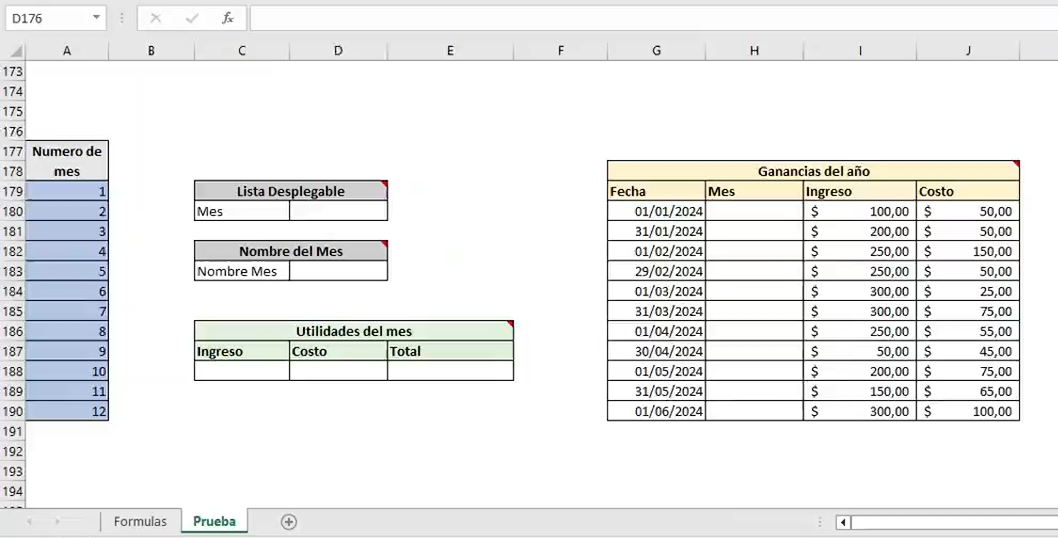 D176
fx
A B C D E F G H I J
173
174
175
176
177 Numero de
178 mes Ganancias del año
179 1 Lista Desplegable Fecha Mes Ingreso Costo
180 2 Mes 01/01/2024 $ 100,00 $ 50,00
181 3 31/01/2024 $ 200,00 $ 50,00
182 4 Nombre del Mes 01/02/2024 $ 250,00 $ 150,00
183 5 Nombre Mes 29/02/2024 $ 250,00 $ 50,00
184 6 01/03/2024 $ 300,00 $ 25,00
185 7 31/03/2024 $ 300,00 $ 75,00
186 8 Utilidades del mes 01/04/2024 $ 250,00 $ 55,00
187 9 Ingreso Costo Total 30/04/2024 $ 50,00 $ 45,00
188 10 01/05/2024 $ 200,00 $ 75,00
189 11 31/05/2024 $ 150,00 $ 65,00
190 12 01/06/2024 $ 300,00 $ 100,00
191
192
193
194
Formulas Prueba